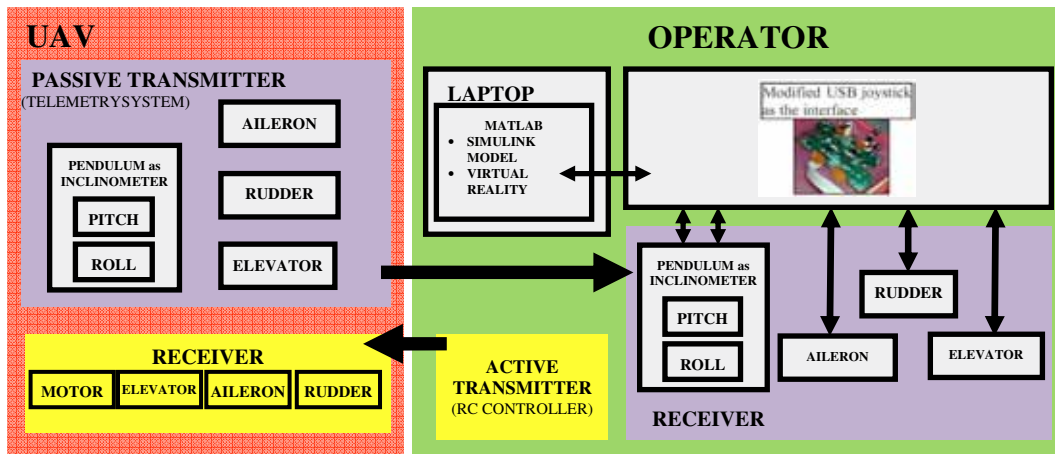 UAV
PASSIVE TRANSMITTER
(TELEMETRYSYSTEM)
PENDULUM as
INCLINOMETER
PITCH
ROLL
AILERON
RUDDER
ELEVATOR
RECEIVER
MOTOR
ELEVATOR
AILERON
RUDDER
OPERATOR
LAPTOP
MATLAB
• SIMULINK
MODEL
• VIRTUAL
REALITY
Modified USB joystick
as the interface
PENDULUM as
INCLINOMETER
PITCH
ROLL
AILERON
RUDDER
ELEVATOR
RECEIVER
ACTIVE
TRANSMITTER
(RC CONTROLLER)